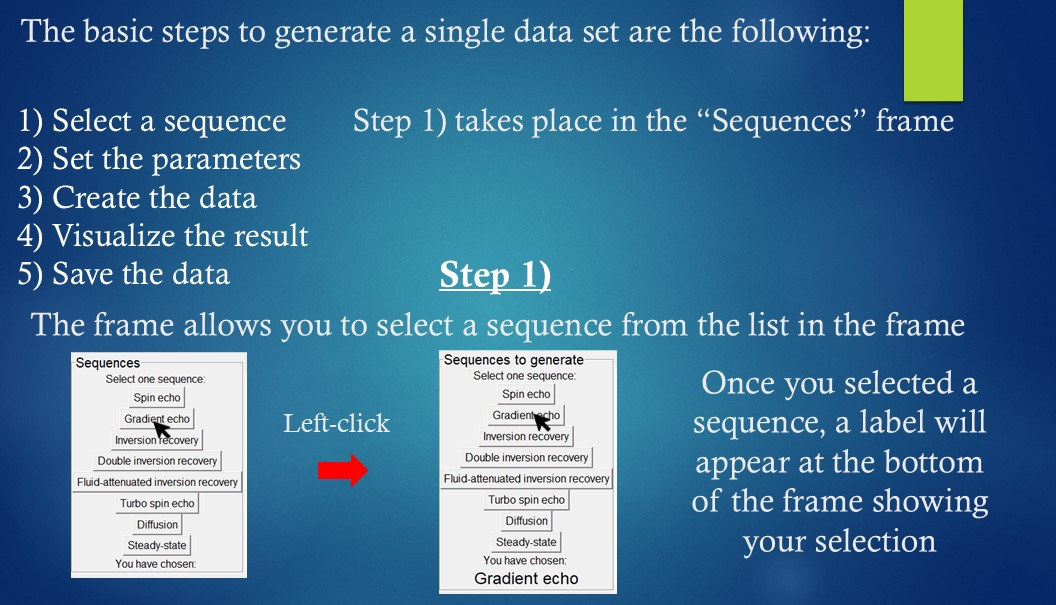 The basic steps to generate a single data set are the following:
1) Select a sequence
2) Set the parameters
3) Create the data
4) Visualize the result
5) Save the data
Step 1) takes place in the “Sequences” frame
Step 1)
The frame allows you to select a sequence from the list in the frame
Sequences
Select one sequence:
Spin echo
Gradient echo
Inversion recovery
Double inversion recovery
Fluid-attenuated inversion recovery
Turbo spin echo
Diffusion
Steady-state
You have chosen:
Left-click
Sequences to generate
Select one sequence:
Spin echo
Gradient echo
Inversion recovery
Double inversion recovery
Fluid-attenuated inversion recovery
Turbo spin echo
Diffusion
Steady-state
You have chosen:
Gradient echo
Once you selected a
sequence, a label will
appear at the bottom
of the frame showing
your selection